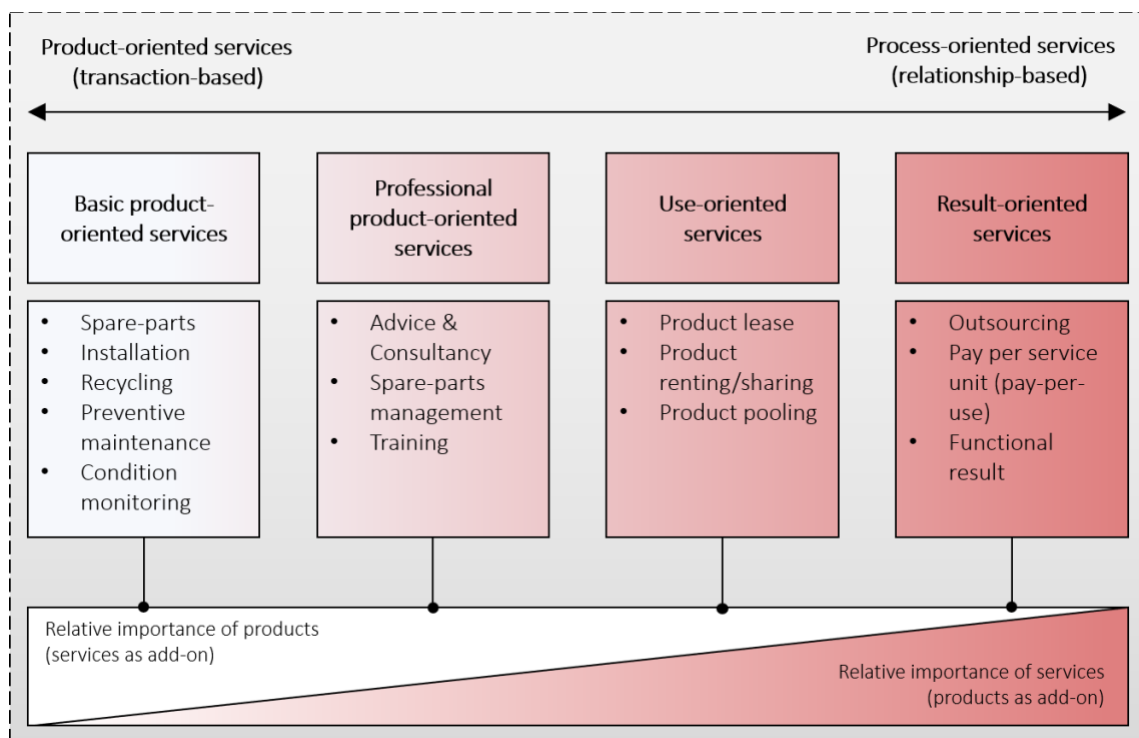 Product-oriented services
(transaction-based)
Process-oriented services
(relationship-based)
Basic product-
oriented services
Professional
product-oriented
services
Use-oriented
services
Result-oriented
services
• Spare-parts
• Installation
• Recycling
• Preventive
maintenance
• Condition
monitoring
• Advice &
Consultancy
• Spare-parts
management
• Training
• Product lease
• Product
renting/sharing
• Product pooling
• Outsourcing
• Pay per service
unit (pay-per-
use)
• Functional
result
Relative importance of products
(services as add-on)
Relative importance of services
(products as add-on)